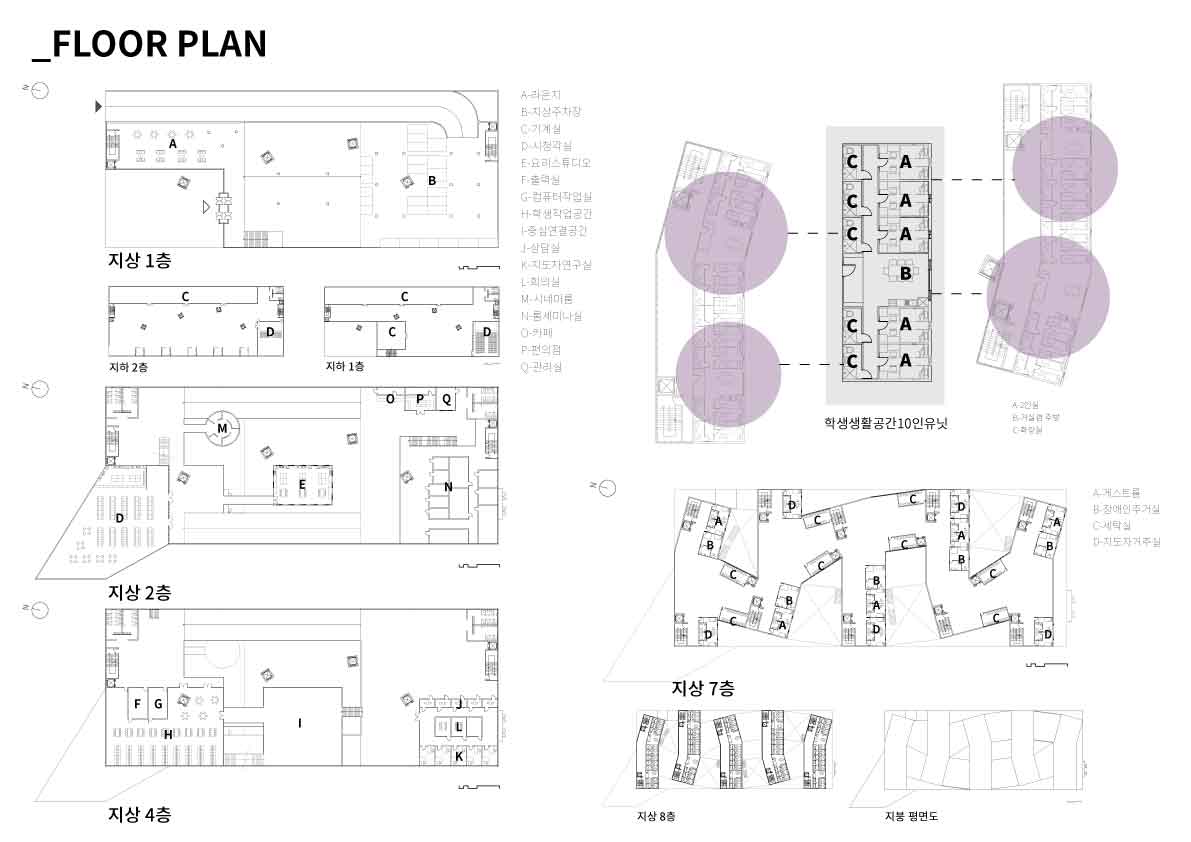 _FLOOR PLAN
N
A
B
지상 1층
A-라운지
B-지상주차장
C-기계실
D-시청각실
E-요리스튜디오
F-출력실
G-컴퓨터작업실
H-학생작업공간
I-중심연결공간
J-상담실
K-지도자연구실
L-회의실
M-시네마룸
N-룸세미나실
O-카페
P-편의점
Q-관리실
C
D
지하 2층
C
C
D
지하 1층
N
O P Q
M
E
N
D
지상 2층
N
F G
H
I
J
L
K
지상 4층
C A
C A
C A
B
C A
C A
학생생활공간10인유닛
A-2인실
B-거실겸 주방
C-화장실
N
A
B
C
D
C
C
D
A
B
C
C
C
A
B
C
D
C
B
A
B
A
D
C
D
A-게스트룸
B-장애인주거실
C-세탁실
D-지도자거주실
지상 7층
지상 8층
지붕 평면도